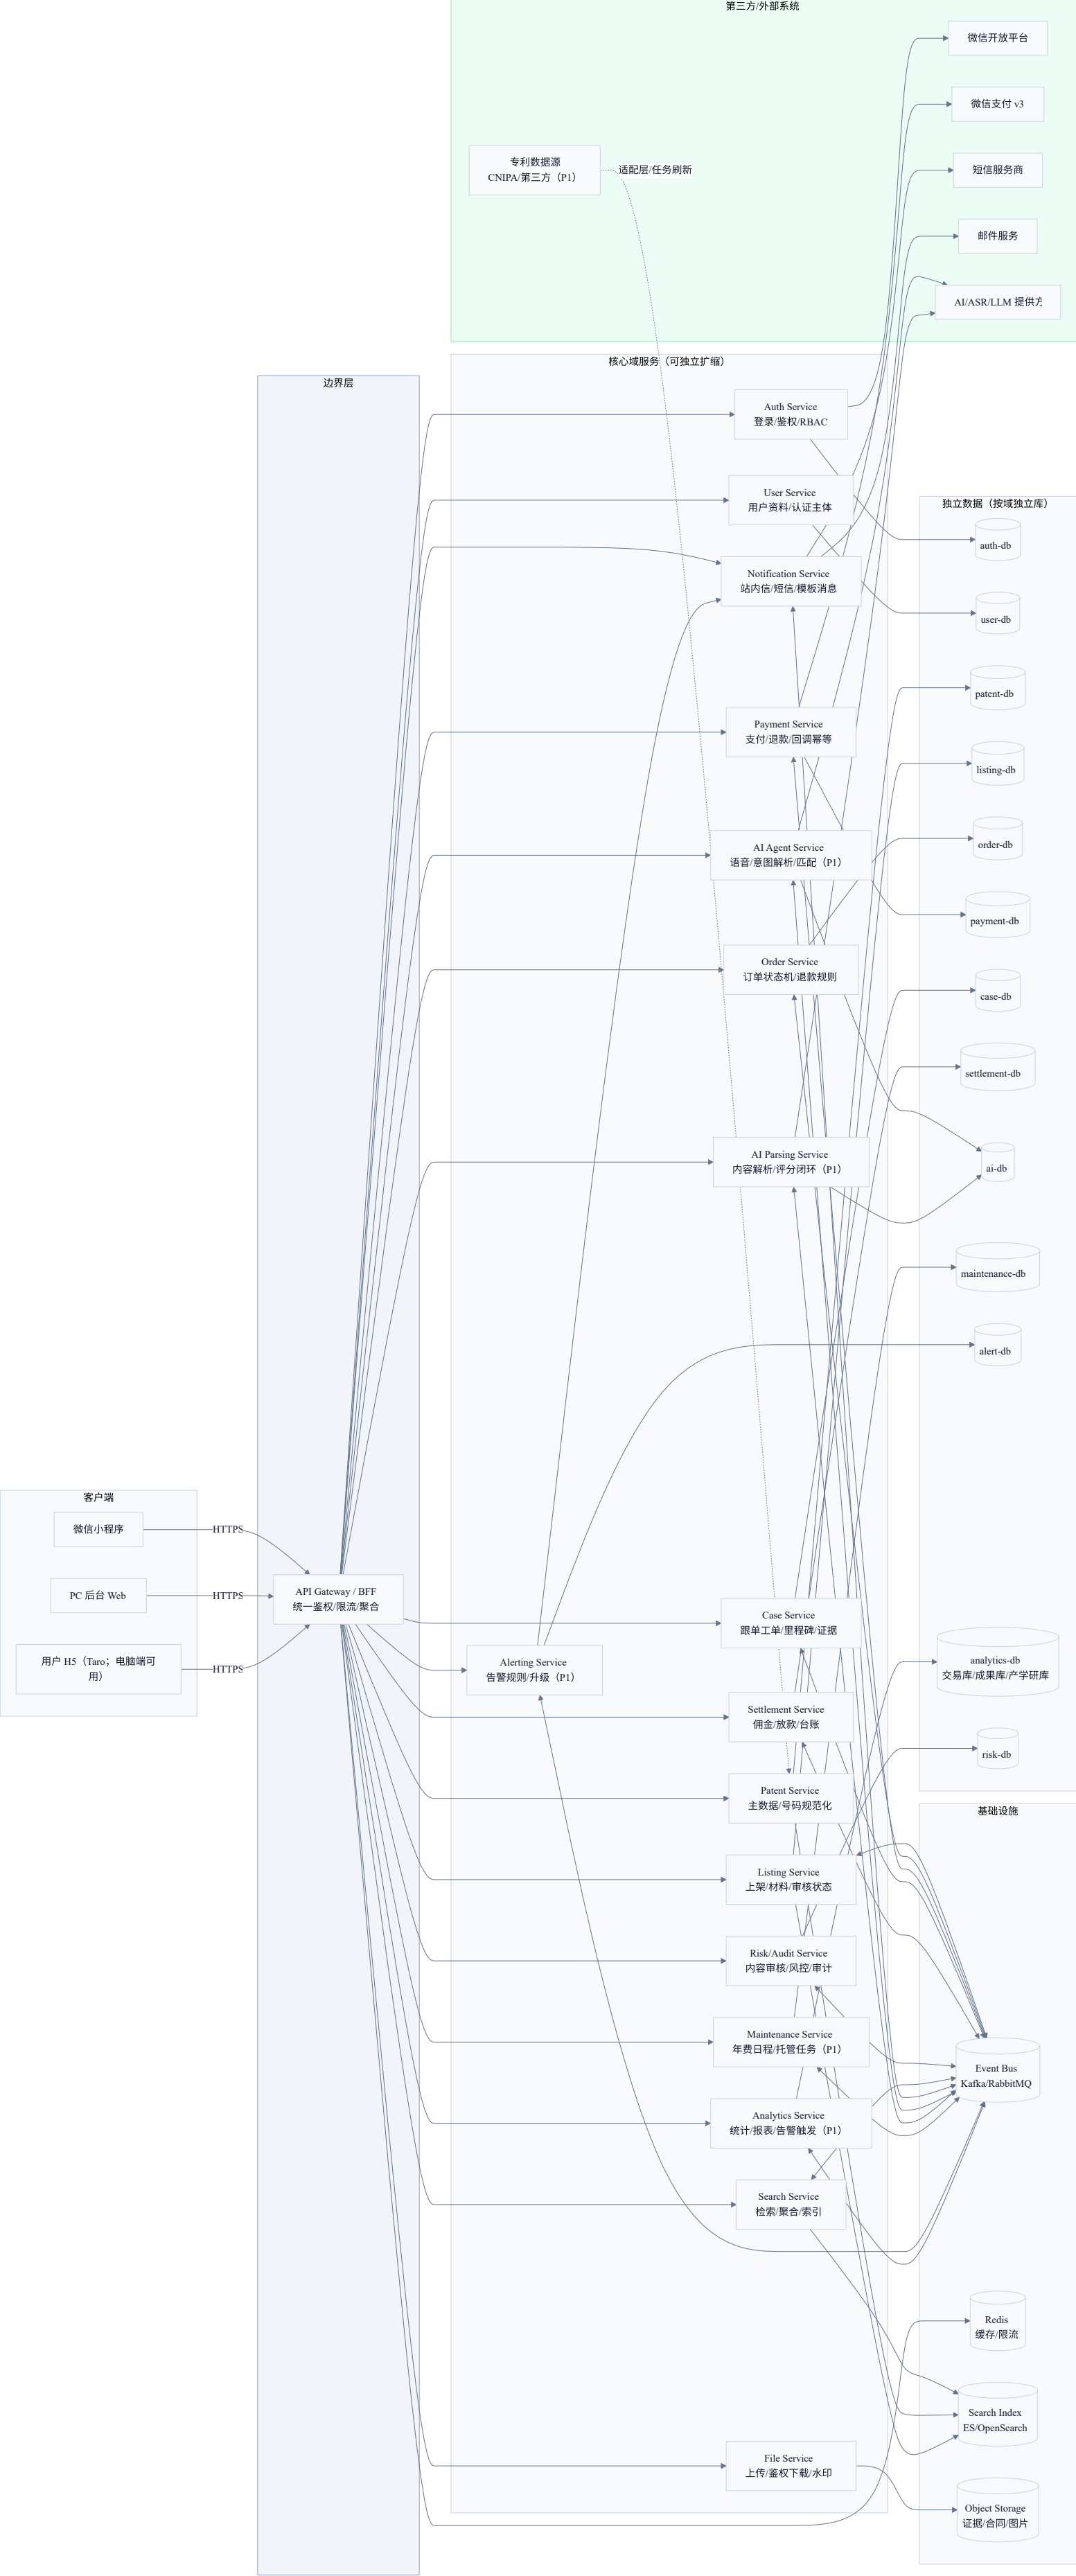 第三方/外部系统
微信开放平台
微信支付 v3
专利数据源
CNIPA/第三方（P1）
适配层/任务刷新
短信服务商
邮件服务
AI/ASR/LLM 提供方
边界层
核心域服务（可独立扩缩）
Auth Service
登录/鉴权/RBAC
User Service
用户资料/认证主体
Notification Service
站内信/短信/模板消息
Payment Service
支付/退款/回调幂等
AI Agent Service
语音/意图解析/匹配（P1）
Order Service
订单状态机/退款规则
AI Parsing Service
内容解析/评分闭环（P1）
独立数据（按域独立库）
auth-db
user-db
patent-db
listing-db
order-db
payment-db
case-db
settlement-db
ai-db
maintenance-db
alert-db
客户端
微信小程序
HTTPS
PC 后台 Web
HTTPS
用户 H5（Taro；电脑端可
用）
HTTPS
API Gateway / BFF
统一鉴权/限流/聚合
Alerting Service
告警规则/升级（P1）
Case Service
跟单工单/里程碑/证据
Settlement Service
佣金/放款/台账
Patent Service
主数据/号码规范化
Listing Service
上架/材料/审核状态
Risk/Audit Service
内容审核/风控/审计
Maintenance Service
年费日程/托管任务（P1）
Analytics Service
统计/报表/告警触发（P1）
Search Service
检索/聚合/索引
File Service
上传/鉴权下载/水印
analytics-db
交易库/成果库/产学研库
risk-db
基础设施
Event Bus
Kafka/RabbitMQ
Redis
缓存/限流
Search Index
ES/OpenSearch
Object Storage
证据/合同/图片